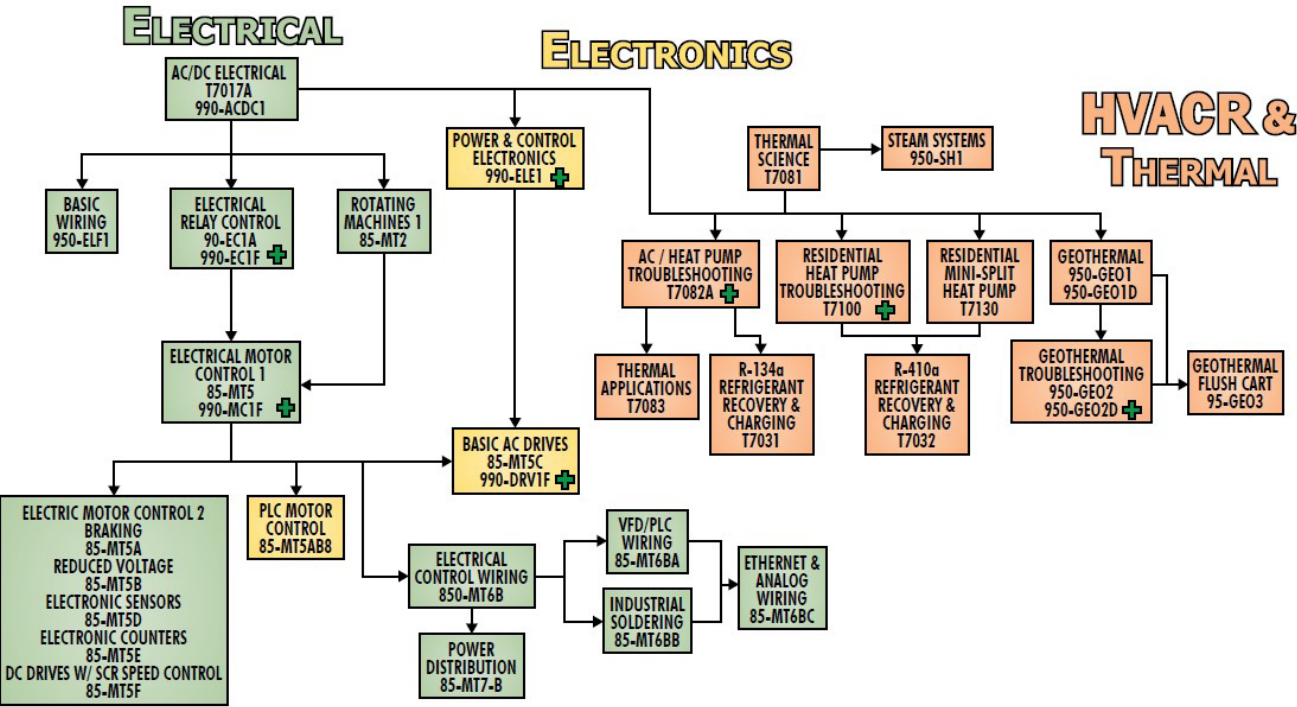 ELECTRICAL
ELECTRONICS
HVACR &
THERMAL
AC/DC ELECTRICAL
T7017A
990-ACDC1
POWER & CONTROL
ELECTRONICS
990-ELE1
THERMAL
SCIENCE
T7081
STEAM SYSTEMS
950-SH1
BASIC
WIRING
950-ELF1
ELECTRICAL
RELAY CONTROL
90-EC1A
990-EC1F
ROTATING
MACHINES 1
85-MT2
AC / HEAT PUMP
TROUBLESHOOTING
T7082A
RESIDENTIAL
HEAT PUMP
TROUBLESHOOTING
T7100
RESIDENTIAL
MINI-SPLIT
HEAT PUMP
T7130
GEOTHERMAL
950-GEO1
950-GEO1D
ELECTRICAL MOTOR
CONTROL 1
85-MT5
990-MC1F
THERMAL
APPLICATIONS
T7083
R-134a
REFRIGERANT
RECOVERY &
CHARGING
T7031
R-410a
REFRIGERANT
RECOVERY &
CHARGING
T7032
GEOTHERMAL
TROUBLESHOOTING
950-GEO2
950-GEO2D
GEOTHERMAL
FLUSH CART
95-GEO3
BASIC AC DRIVES
85-MT5C
990-DRV1F
ELECTRIC MOTOR CONTROL 2
BRAKING
85-MT5A
REDUCED VOLTAGE
85-MT5B
ELECTRONIC SENSORS
85-MT5D
ELECTRONIC COUNTERS
85-MT5E
DC DRIVES W/ SCR SPEED CONTROL
85-MT5F
PLC MOTOR
CONTROL
85-MT5AB8
ELECTRICAL
CONTROL WIRING
850-MT6B
VFD/PLC
WIRING
85-MT6BA
INDUSTRIAL
SOLDERING
85-MT6BB
ETHERNET &
ANALOG
WIRING
85-MT6BC
POWER
DISTRIBUTION
85-MT7-B